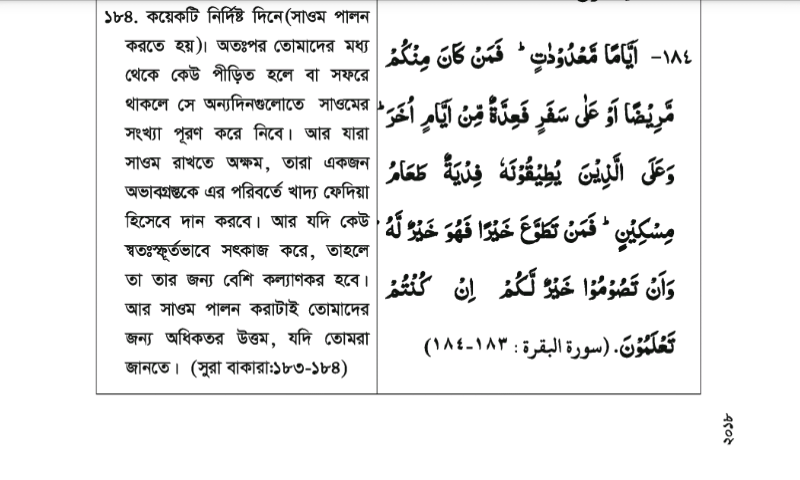 ১৮৪. কয়েকটি নির্দিষ্ট দিনে(সাওম পালন
করতে হয়)। অতঃপর তোমাদের মধ্য
থেকে কেউ পীড়িত হলে বা সফরে
থাকলে সে অন্যদিনগুলোতে সাওমের
সংখ্যা পূরণ করে নিবে। আর যারা
সাওম রাখতে অক্ষম, তারা একজন
অভাবগ্রস্তকে এর পরিবর্তে খাদ্য ফেদিয়া
হিসেবে দান করবে। আর যদি কেউ
স্বতঃস্ফূর্তভাবে সৎকাজ করে, তাহলে
তা তার জন্য বেশি কল্যাণকর হবে।
আর সাওম পালন করাটাই তোমাদের
জন্য অধিকতর উত্তম, যদি তোমরা
জানতে। (সুরা বাকারা:১৮৩-১৮৪)
١٨٤- اَيَّامًا مَّعْدُوْدٰتٍ ؕ فَمَنْ كَانَ مِنْكُمْ
مَّرِيْضًا اَوْ عَلٰى سَفَرٍ فَعِدَّةٌ مِّنْ اَيَّامٍ اُخَرَ ؕ
وَعَلَى الَّذِيْنَ يُطِيْقُوْنَهٗ فِدْيَةٌ طَعَامُ
مِسْكِيْنٍ ؕ فَمَنْ تَطَوَّعَ خَيْرًا فَهُوَ خَيْرٌ لَّهٗ ؕ
وَاَنْ تَصُوْمُوْا خَيْرٌ لَّكُمْ اِنْ كُنْتُمْ
تَعْلَمُوْنَ. (سورة البقرة : ١٨٣-١٨٤)
২০১৮